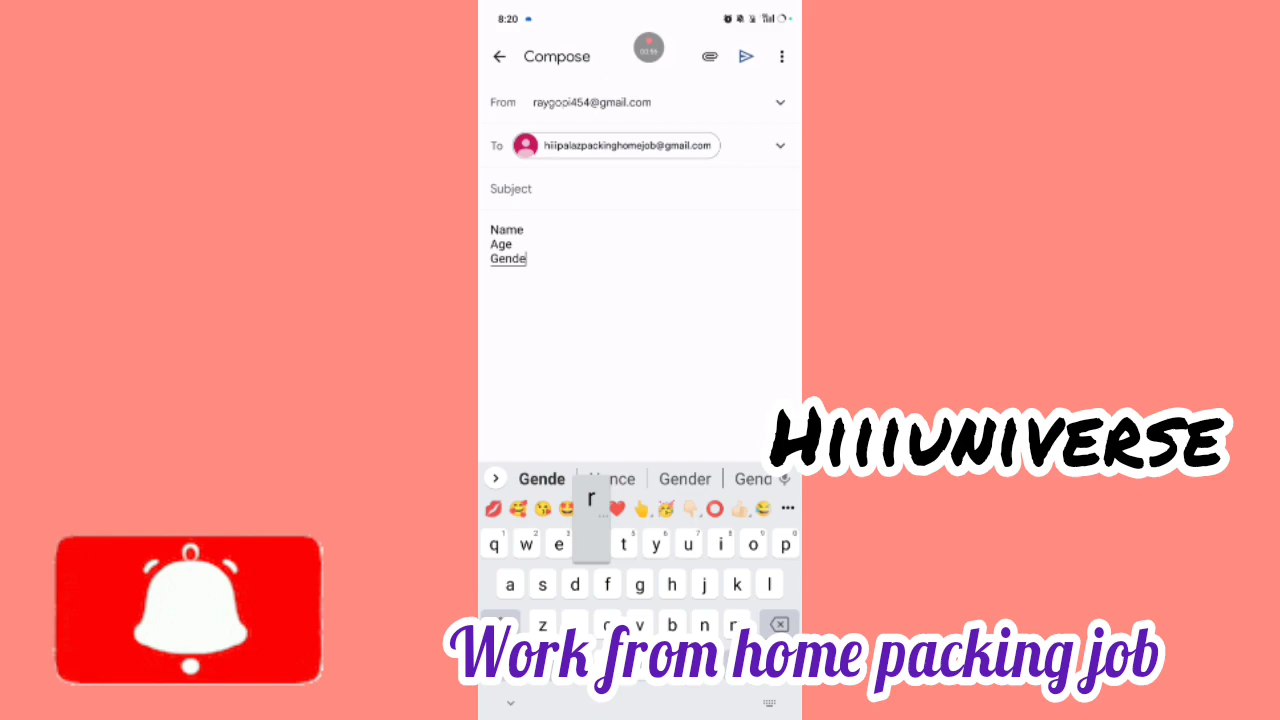 8:20
Compose
From raygopi454@gmail.com
To hiiipalazpackinghomejob@gmail.com
Subject
Name
Age
Gende
Hiiiuniverse
Gende Gender
r
q w e t y u i o p
a s d f g h j k l
z v b n
Work from home packing job